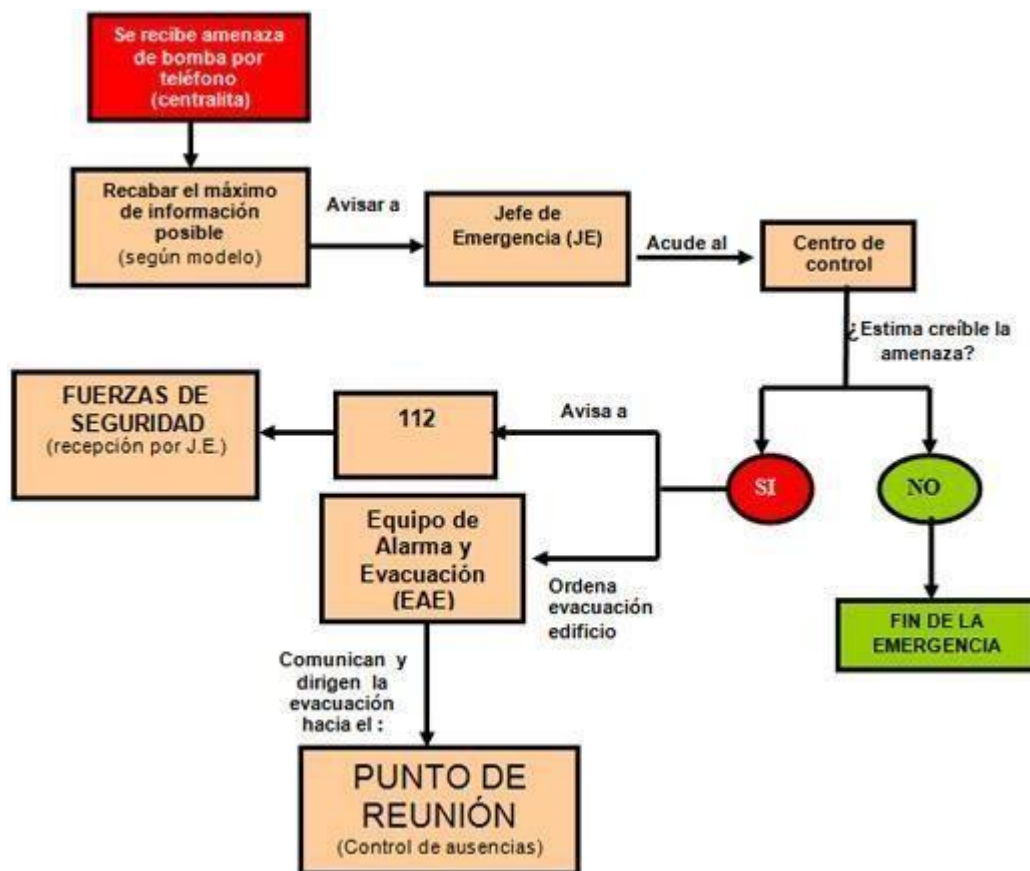 Se recibe amenaza
de bomba por
teléfono
(centralita)
Recabar el máximo
de información
posible
(según modelo)
Avisar a
Jefe de
Emergencia (JE)
Acude al
Centro de
control
¿Estima creíble la
amenaza?
FUERZAS DE
SEGURIDAD
(recepción por J.E.)
112
Avisa a
SI
NO
Equipo de
Alarma y
Evacuación
(EAE)
Ordena
evacuación
edificio
FIN DE LA
EMERGENCIA
Comunican y
dirigen la
evacuación
hacia el :
PUNTO DE
REUNIÓN
(Control de ausencias)